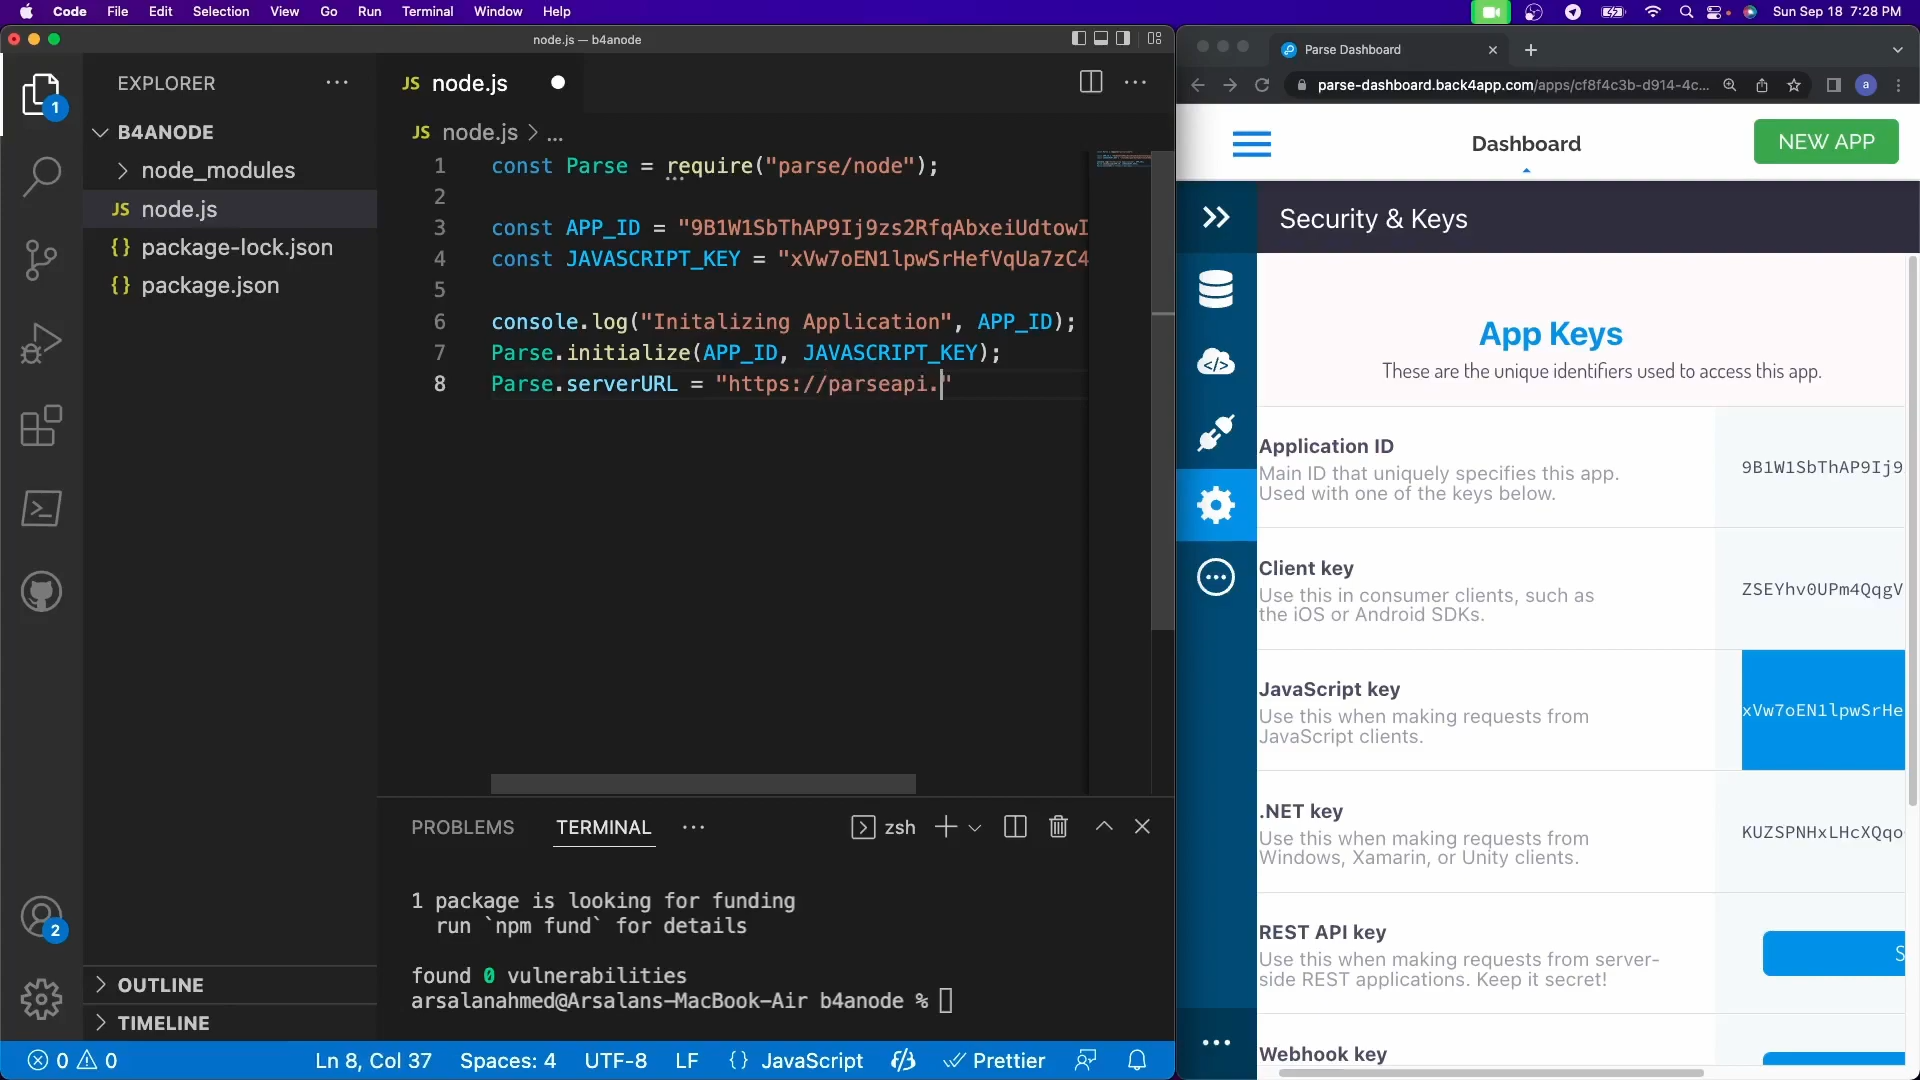 Code File Edit Selection View Go Run Terminal Window Help
Sun Sep 18 7:28 PM
node.js — b4anode
EXPLORER
1
B4ANODE
node_modules
JS node.js
{} package-lock.json
{} package.json
OUTLINE
TIMELINE
2
JS node.js
JS node.js > ...
1 const Parse = require("parse/node");
2
3 const APP_ID = "9B1W1SbThAP9Ij9zs2RfqAbxeiUdtowI
4 const JAVASCRIPT_KEY = "xVw7oEN1lpwSrHefVqUa7zC4
5
6 console.log("Initalizing Application", APP_ID);
7 Parse.initialize(APP_ID, JAVASCRIPT_KEY);
8 Parse.serverURL = "https://parseapi."
PROBLEMS TERMINAL ... zsh
1 package is looking for funding
run `npm fund` for details
found 0 vulnerabilities
arsalanahmed@Arsalans-MacBook-Air b4anode %
0 0 Ln 8, Col 37 Spaces: 4 UTF-8 LF {} JavaScript Prettier
Parse Dashboard
parse-dashboard.back4app.com/apps/cf8f4c3b-d914-4c... a
Dashboard
NEW APP
Security & Keys
App Keys
These are the unique identifiers used to access this app.
Application ID
Main ID that uniquely specifies this app.
Used with one of the keys below.
9B1W1SbThAP9Ij9
Client key
Use this in consumer clients, such as
the iOS or Android SDKs.
ZSEYhv0UPm4QqgV
JavaScript key
Use this when making requests from
JavaScript clients.
xVw7oEN1lpwSrHe
.NET key
Use this when making requests from
Windows, Xamarin, or Unity clients.
KUZSPNHxLHcXQqo
REST API key
Use this when making requests from server-
side REST applications. Keep it secret!
S
Webhook key